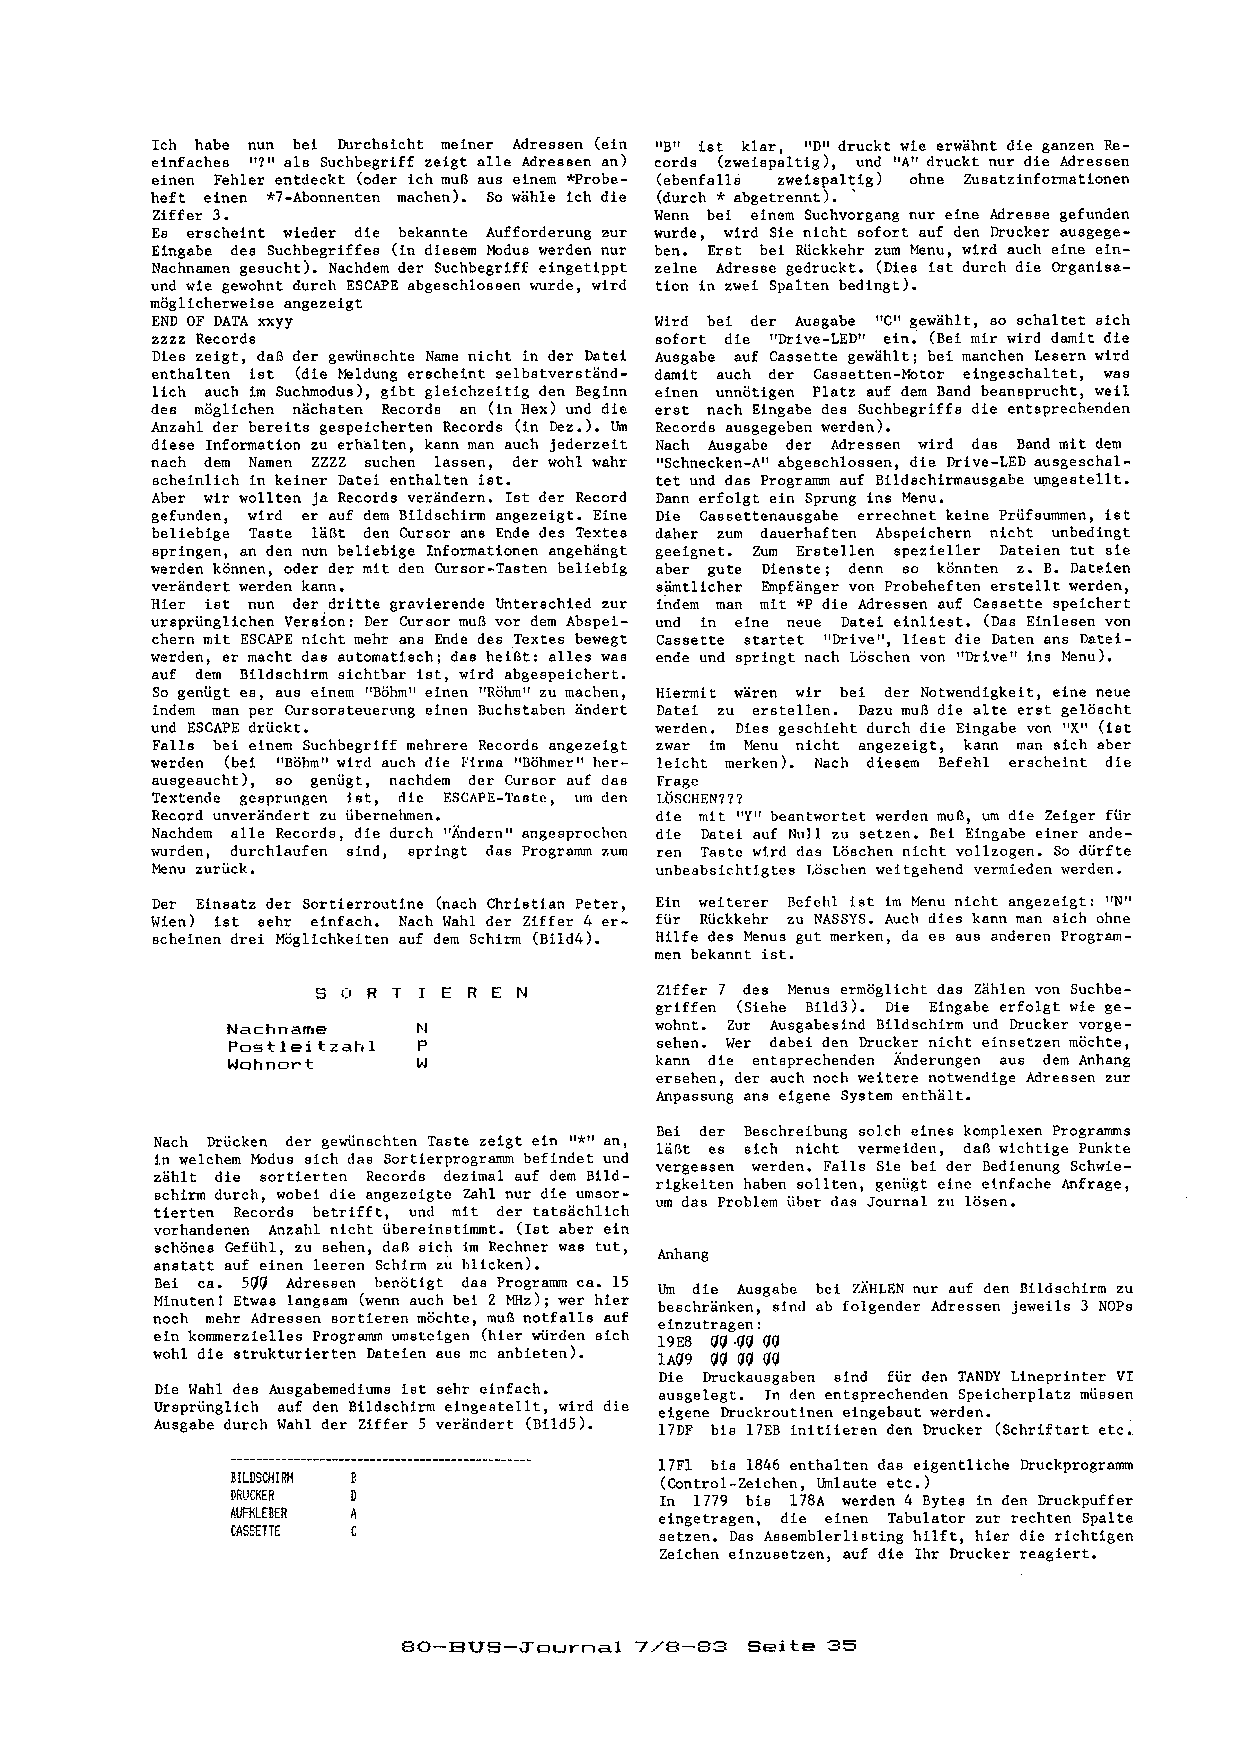 Ich habe nun bei Durchsicht meiner Adressen (ein
einfaches "?" als Suchbegriff zeigt alle Adressen an)
einen Fehler entdeckt (oder ich muß aus einem *Probe-
heft einen *7-Abonnenten machen). So wähle ich die
Ziffer 3.
Es erscheint wieder die bekannte Aufforderung zur
Eingabe des Suchbegriffes (in diesem Modus werden nur
Nachnamen gesucht). Nachdem der Suchbegriff eingetippt
und wie gewohnt durch ESCAPE abgeschlossen wurde, wird
möglicherweise angezeigt
END OF DATA xxyy
zzzz Records
Dies zeigt, daß der gewünschte Name nicht in der Datei
enthalten ist (die Meldung erscheint selbstverständ-
lich auch im Suchmodus), gibt gleichzeitig den Beginn
des möglichen nächsten Records an (in Hex) und die
Anzahl der bereits gespeicherten Records (in Dez.). Um
diese Information zu erhalten, kann man auch jederzeit
nach dem Namen ZZZZ suchen lassen, der wohl wahr
scheinlich in keiner Datei enthalten ist.
Aber wir wollten ja Records verändern. Ist der Record
gefunden, wird er auf dem Bildschirm angezeigt. Eine
beliebige Taste läßt den Cursor ans Ende des Textes
springen, an den nun beliebige Informationen angehängt
werden können, oder der mit den Cursor-Tasten beliebig
verändert werden kann.
Hier ist nun der dritte gravierende Unterschied zur
ursprünglichen Version: Der Cursor muß vor dem Abspei-
chern mit ESCAPE nicht mehr ans Ende des Textes bewegt
werden, er macht das automatisch; das heißt: alles was
auf dem Bildschirm sichtbar ist, wird abgespeichert.
So genügt es, aus einem "Böhm" einen "Röhm" zu machen,
indem man per Cursorsteuerung einen Buchstaben ändert
und ESCAPE drückt.
Falls bei einem Suchbegriff mehrere Records angezeigt
werden (bei "Böhm" wird auch die Firma "Böhmer" her-
ausgesucht), so genügt, nachdem der Cursor auf das
Textende gesprungen ist, die ESCAPE-Taste, um den
Record unverändert zu übernehmen.
Nachdem alle Records, die durch "Ändern" angesprochen
wurden, durchlaufen sind, springt das Programm zum
Menu zurück.
Der Einsatz der Sortierroutine (nach Christian Peter,
Wien) ist sehr einfach. Nach Wahl der Ziffer 4 er-
scheinen drei Möglichkeiten auf dem Schirm (Bild4).
S O R T I E R E N
Nachname N
Postleitzahl P
Wohnort W
Nach Drücken der gewünschten Taste zeigt ein "*" an,
in welchem Modus sich das Sortierprogramm befindet und
zählt die sortierten Records dezimal auf dem Bild-
schirm durch, wobei die angezeigte Zahl nur die umsor-
tierten Records betrifft, und mit der tatsächlich
vorhandenen Anzahl nicht übereinstimmt. (Ist aber ein
schönes Gefühl, zu sehen, daß sich im Rechner was tut,
anstatt auf einen leeren Schirm zu blicken).
Bei ca. 500 Adressen benötigt das Programm ca. 15
Minuten! Etwas langsam (wenn auch bei 2 MHz); wer hier
noch mehr Adressen sortieren möchte, muß notfalls auf
ein kommerzielles Programm umsteigen (hier würden sich
wohl die strukturierten Dateien aus mc anbieten).
Die Wahl des Ausgabemediums ist sehr einfach.
Ursprünglich auf den Bildschirm eingestellt, wird die
Ausgabe durch Wahl der Ziffer 5 verändert (Bild5).
BILDSCHIRM B
DRUCKER D
AUFKLEBER A
CASSETTE C
"B" ist klar, "D" druckt wie erwähnt die ganzen Re-
cords (zweispaltig), und "A" druckt nur die Adressen
(ebenfalls zweispaltig) ohne Zusatzinformationen
(durch * abgetrennt).
Wenn bei einem Suchvorgang nur eine Adresse gefunden
wurde, wird Sie nicht sofort auf den Drucker ausgege-
ben. Erst bei Rückkehr zum Menu, wird auch eine ein-
zelne Adresse gedruckt. (Dies ist durch die Organisa-
tion in zwei Spalten bedingt).
Wird bei der Ausgabe "C" gewählt, so schaltet sich
sofort die "Drive-LED" ein. (Bei mir wird damit die
Ausgabe auf Cassette gewählt; bei manchen Lesern wird
damit auch der Cassetten-Motor eingeschaltet, was
einen unnötigen Platz auf dem Band beansprucht, weil
erst nach Eingabe des Suchbegriffs die entsprechenden
Records ausgegeben werden).
Nach Ausgabe der Adressen wird das Band mit dem
"Schnecken-A" abgeschlossen, die Drive-LED ausgeschal-
tet und das Programm auf Bildschirmausgabe umgestellt.
Dann erfolgt ein Sprung ins Menu.
Die Cassettenausgabe errechnet keine Prüfsummen, ist
daher zum dauerhaften Abspeichern nicht unbedingt
geeignet. Zum Erstellen spezieller Dateien tut sie
aber gute Dienste; denn so könnten z. B. Dateien
sämtlicher Empfänger von Probeheften erstellt werden,
indem man mit *P die Adressen auf Cassette speichert
und in eine neue Datei einliest. (Das Einlesen von
Cassette startet "Drive", liest die Daten ans Datei-
ende und springt nach Löschen von "Drive" ins Menu).
Hiermit wären wir bei der Notwendigkeit, eine neue
Datei zu erstellen. Dazu muß die alte erst gelöscht
werden. Dies geschieht durch die Eingabe von "X" (ist
zwar im Menu nicht angezeigt, kann man sich aber
leicht merken). Nach diesem Befehl erscheint die
Frage
LÖSCHEN???
die mit "Y" beantwortet werden muß, um die Zeiger für
die Datei auf Null zu setzen. Bei Eingabe einer ande-
ren Taste wird das Löschen nicht vollzogen. So dürfte
unbeabsichtigtes Löschen weitgehend vermieden werden.
Ein weiterer Befehl ist im Menu nicht angezeigt: "N"
für Rückkehr zu NASSYS. Auch dies kann man sich ohne
Hilfe des Menus gut merken, da es aus anderen Program-
men bekannt ist.
Ziffer 7 des Menus ermöglicht das Zählen von Suchbe-
griffen (Siehe Bild3). Die Eingabe erfolgt wie ge-
wohnt. Zur Ausgabesind Bildschirm und Drucker vorge-
sehen. Wer dabei den Drucker nicht einsetzen möchte,
kann die entsprechenden Änderungen aus dem Anhang
ersehen, der auch noch weitere notwendige Adressen zur
Anpassung ans eigene System enthält.
Bei der Beschreibung solch eines komplexen Programms
läßt es sich nicht vermeiden, daß wichtige Punkte
vergessen werden. Falls Sie bei der Bedienung Schwie-
rigkeiten haben sollten, genügt eine einfache Anfrage,
um das Problem über das Journal zu lösen.
Anhang
Um die Ausgabe bei ZÄHLEN nur auf den Bildschirm zu
beschränken, sind ab folgender Adressen jeweils 3 NOPs
einzutragen:
19E8 00 00 00
1A09 00 00 00
Die Druckausgaben sind für den TANDY Lineprinter VI
ausgelegt. In den entsprechenden Speicherplatz müssen
eigene Druckroutinen eingebaut werden.
17DF bis 17EB initiieren den Drucker (Schriftart etc.
17F1 bis 1846 enthalten das eigentliche Druckprogramm
(Control-Zeichen, Umlaute etc.)
In 1779 bis 178A werden 4 Bytes in den Druckpuffer
eingetragen, die einen Tabulator zur rechten Spalte
setzen. Das Assemblerlisting hilft, hier die richtigen
Zeichen einzusetzen, auf die Ihr Drucker reagiert.
80-BUS-Journal 7/8-83 Seite 35